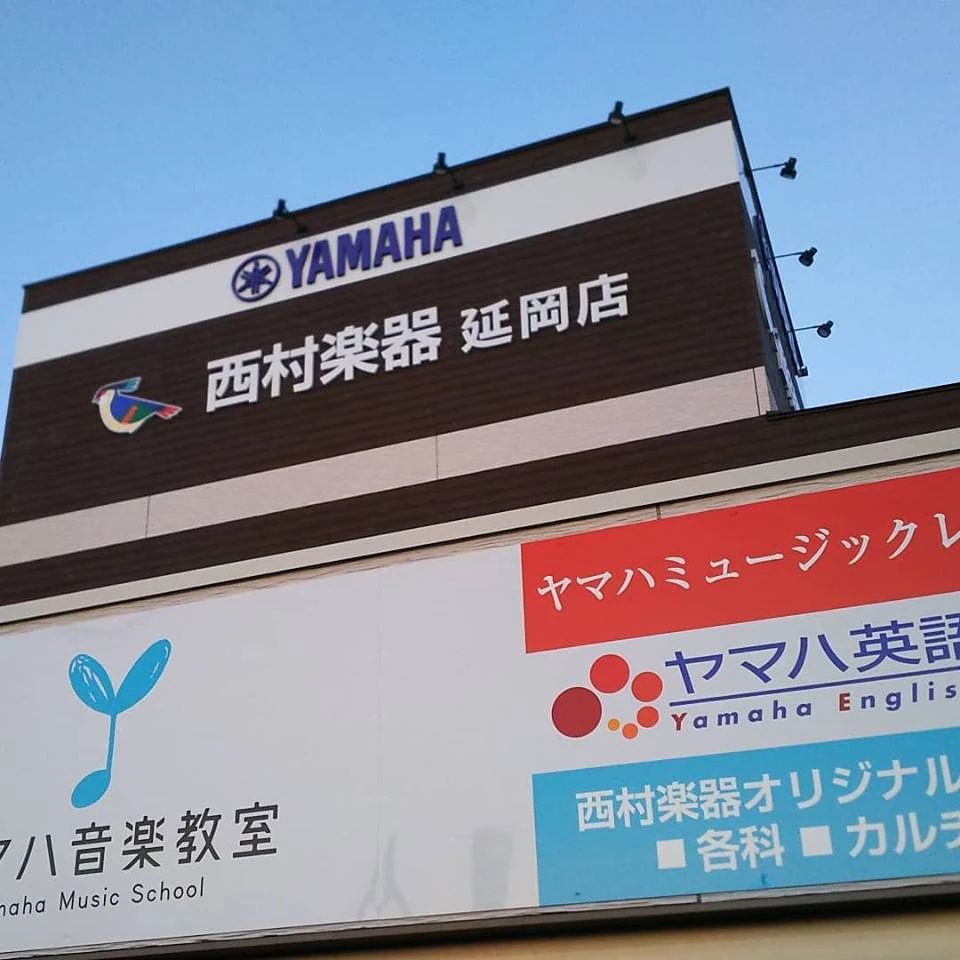 YAMAHA
西村楽器 延岡店
ヤマハミュージックレ
ヤマハ英語
Yamaha Englis
西村楽器オリジナル
■各科 ■カルチ
マハ音楽教室
maha Music School